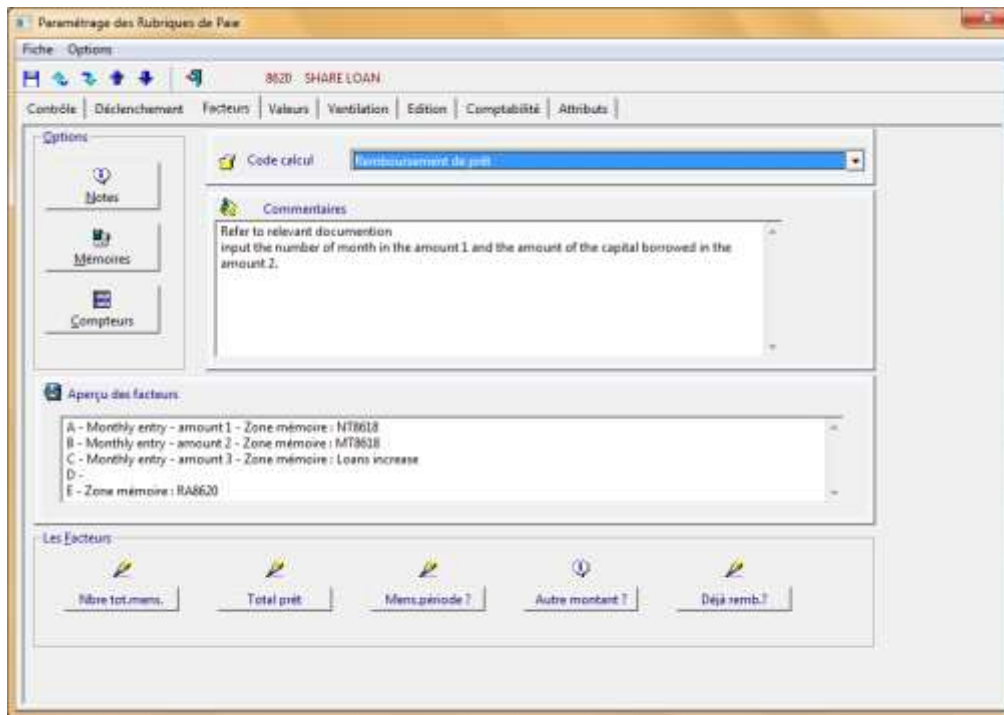 Paramétrage des Rubriques de Paie
Fiche Options
8620 SHARE LOAN
Contrôle Déclenchement Facteurs Valeurs Ventilation Edition Comptabilité Attributs
Options
Notes
Mémoires
Compteurs
Code calcul Remboursement de prêt
Commentaires
Refer to relevant documention
input the number of month in the amount 1 and the amount of the capital borrowed in the
amount 2.
Aperçu des facteurs
A - Monthly entry - amount 1 - Zone mémoire : NT8618
B - Monthly entry - amount 2 - Zone mémoire : MT8618
C - Monthly entry - amount 3 - Zone mémoire : Loans increase
D -
E - Zone mémoire : RA8620
Les Facteurs
Nbre tot.mens. Total prêt Mens.période ? Autre montant ? Déjà remb.?